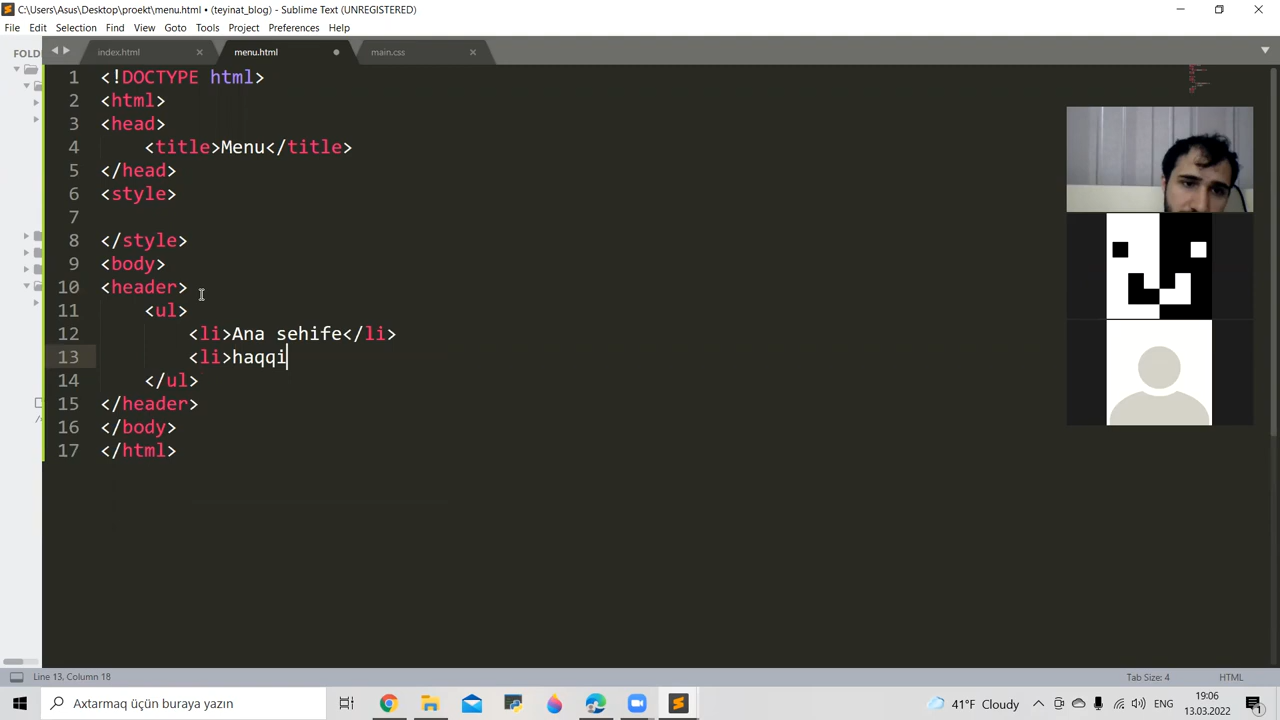 C:\Users\Asus\Desktop\proekt\menu.html • (teyinat_blog) - Sublime Text (UNREGISTERED)
File Edit Selection Find View Goto Tools Project Preferences Help
FOLD
index.html menu.html main.css
1 <!DOCTYPE html>
2 <html>
3 <head>
4 <title>Menu</title>
5 </head>
6 <style>
7
8 </style>
9 <body>
10 <header>
11 <ul>
12 <li>Ana sehife</li>
13 <li>haqqi
14 </ul>
15 </header>
16 </body>
17 </html>
Line 13, Column 18 Tab Size: 4 HTML
Axtarmaq üçün buraya yazın 41°F Cloudy ENG 19:06
13.03.2022 1